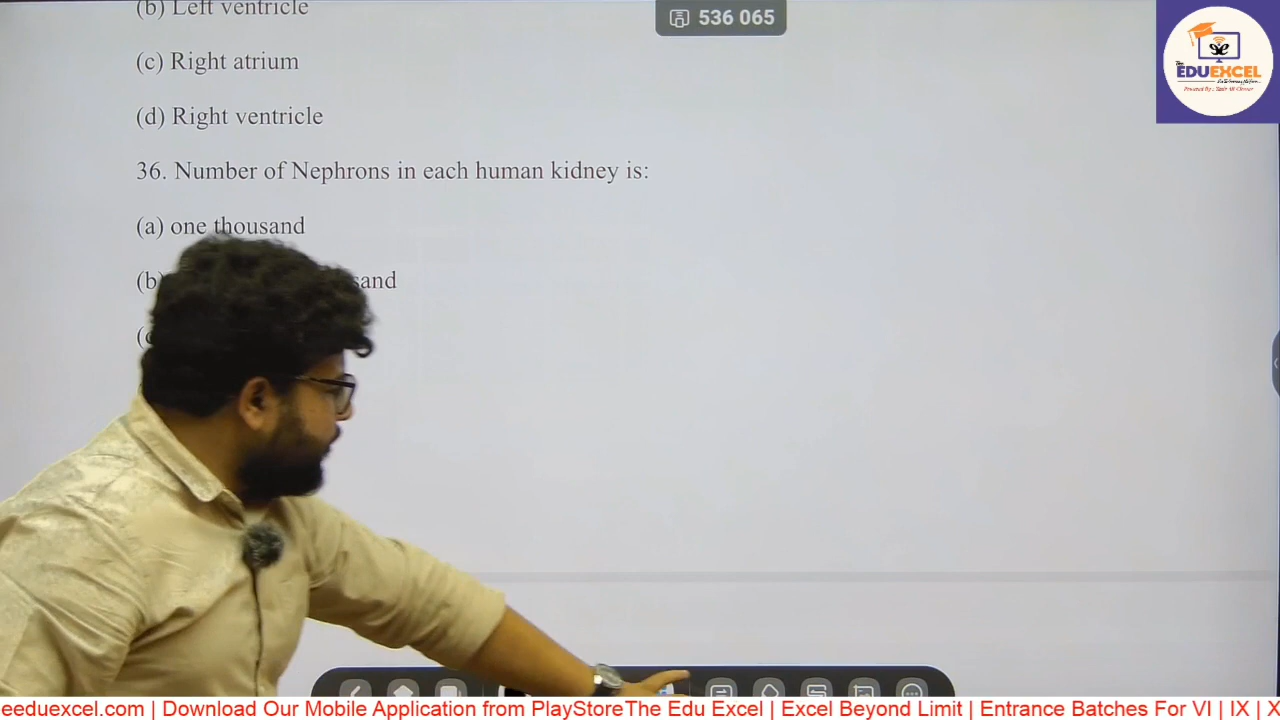 (b) Left ventricle
536 065
(c) Right atrium
(d) Right ventricle
36. Number of Nephrons in each human kidney is:
(a) one thousand
(b sand
The
EDUEXCEL
eeduexcel.com | Download Our Mobile Application from PlayStoreThe Edu Excel | Excel Beyond Limit | Entrance Batches For VI | IX | X